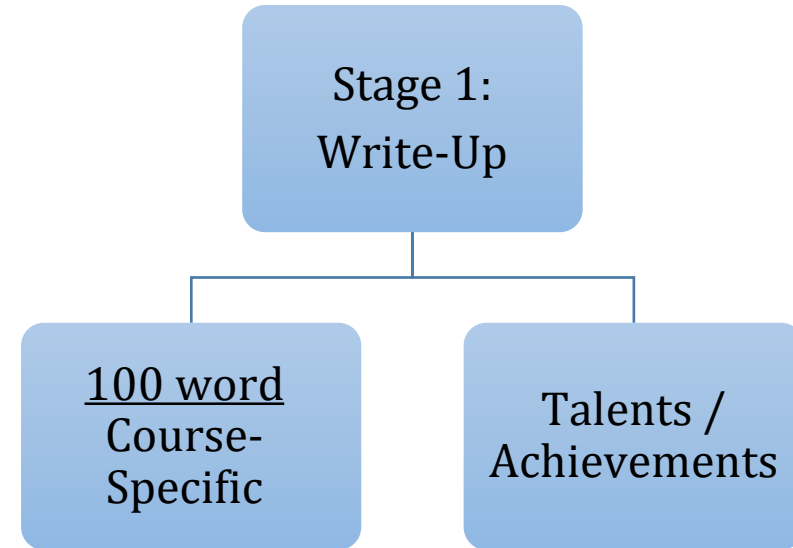 Stage 1:
Write-Up
100 word
Course-
Specific
Talents /
Achievements